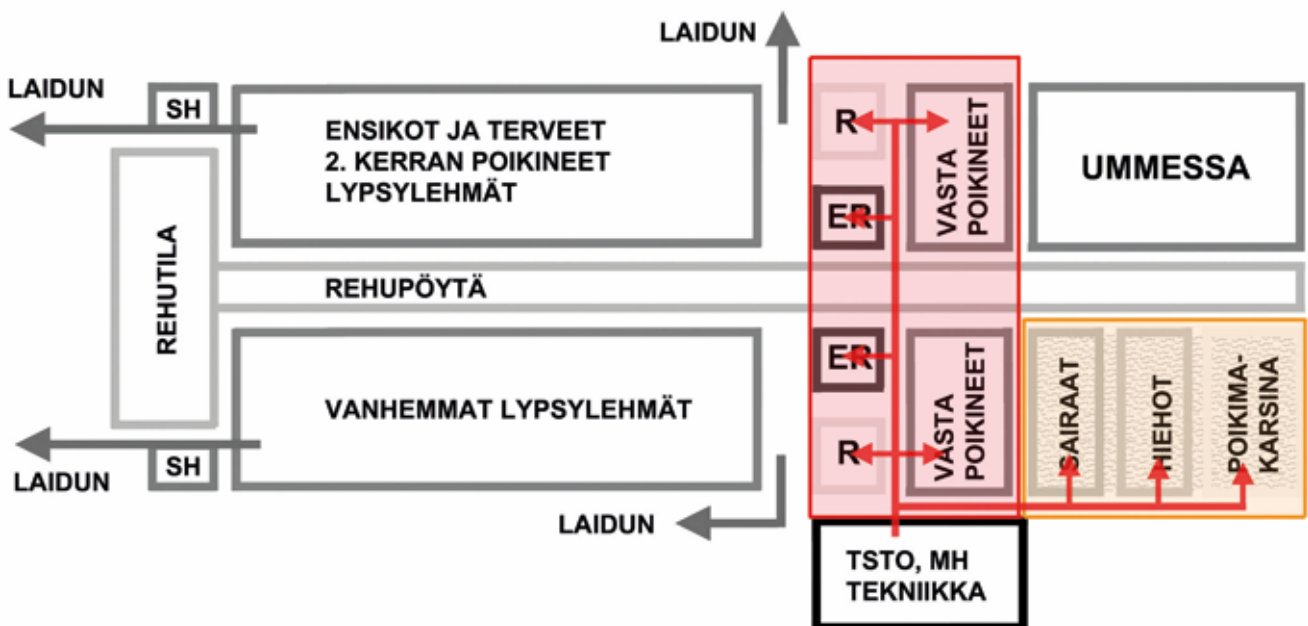 LAIDUN
LAIDUN
SH
ENSIKOT JA TERVEET
2. KERRAN POIKINEET
LYPSYLEHMÄT
R
ER
VASTA
POIKINEET
UMMESSA
REHUTILA
REHUPÖYTÄ
VANHEMMAT LYPSYLEHMÄT
ER
R
VASTA
POIKINEET
SAIRAAT
HIEHOT
POIKIMA-
KARSINA
SH
LAIDUN
LAIDUN
TSTO, MH
TEKNIIKKA